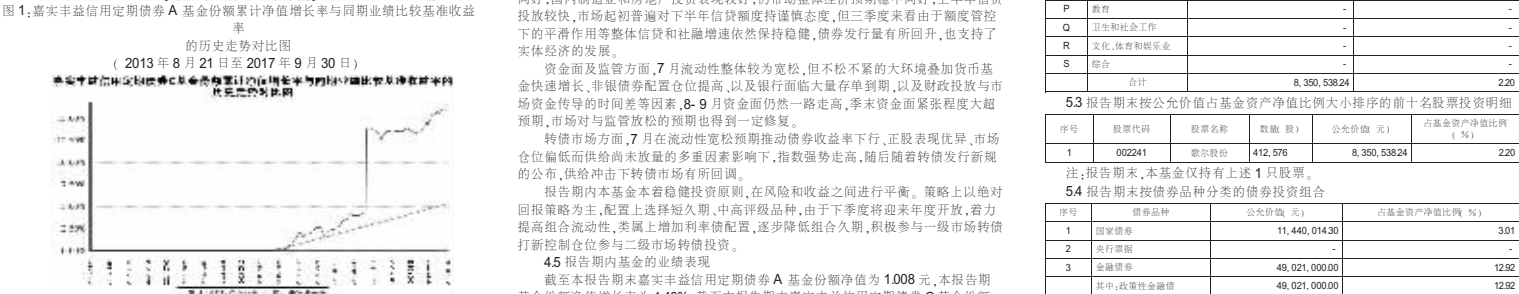 图1:嘉实丰益信用定期债券A 基金份额累计净值增长率与同期业绩比较基准收益
率
的历史走势对比图
( 2013 年 8 月 21 日至 2017 年 9 月 30 日)
投放较快,市场起初普遍对下半年信贷额度持谨慎态度,但三季度来看由于额度管控
下的平滑作用等整体信贷和社融增速依然保持稳健,债券发行量有所回升,也支持了
实体经济的发展。
资金面及监管方面,7 月流动性整体较为宽松,但不松不紧的大环境叠加货币基
金快速增长、非银债券配置仓位提高、以及银行面临大量存单到期,以及财政投放与市
场资金传导的时间差等因素,8- 9 月资金面仍然一路走高,季末资金面紧张程度大超
预期,市场对与监管放松的预期也得到一定修复。
转债市场方面,7 月在流动性宽松预期推动债券收益率下行、正股表现优异、市场
仓位偏低而供给尚未放量的多重因素影响下,指数强势走高,随后随着转债发行新规
的公布,供给冲击下转债市场有所回调。
报告期内本基金本着稳健投资原则,在风险和收益之间进行平衡。策略上以绝对
回报策略为主,配置上选择短久期、中高评级品种,由于下季度将迎来年度开放,着力
提高组合流动性,类属上增加利率债配置,逐步降低组合久期,积极参与一级市场转债
打新控制仓位参与二级市场转债投资。
4.5 报告期内基金的业绩表现
截至本报告期末嘉实丰益信用定期债券 A 基金份额净值为 1.008 元,本报告期
P 教育 - -
Q 卫生和社会工作 - -
R 文化、体育和娱乐业 - -
S 综合 - -
合计 8, 350, 538.24 2.20
5.3 报告期末按公允价值占基金资产净值比例大小排序的前十名股票投资明细
序号 股票代码 股票名称 数量( 股) 公允价值( 元) 占基金资产净值比例
( %)
1 002241 歌尔股份 412, 576 8, 350, 538.24 2.20
注:报告期末,本基金仅持有上述 1 只股票。
5.4 报告期末按债券品种分类的债券投资组合
序号 债券品种 公允价值( 元) 占基金资产净值比例( %)
1 国家债券 11, 440, 014.30 3.01
2 央行票据 - -
3 金融债券 49, 021, 000.00 12.92
其中:政策性金融债 49, 021, 000.00 12.92